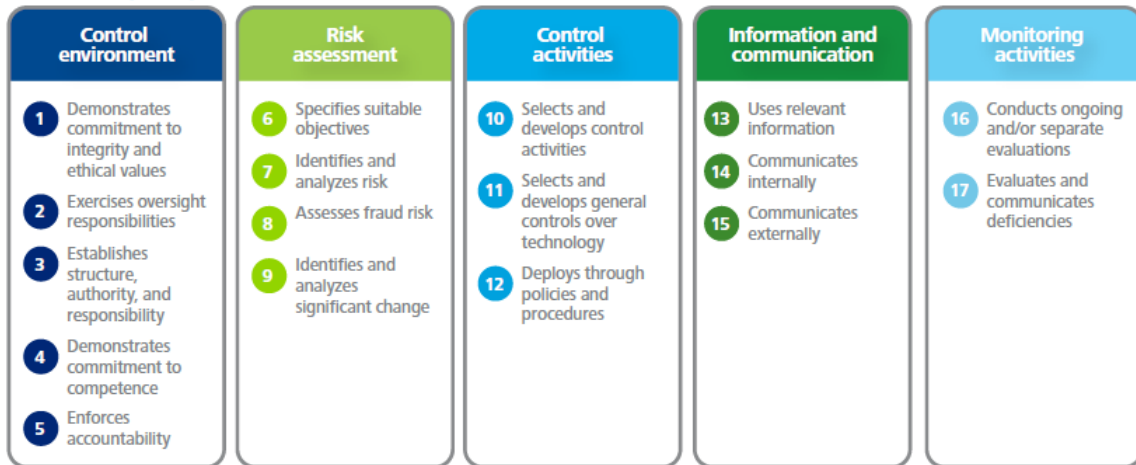 Control
environment
1
Demonstrates
commitment to
integrity and
ethical values
2
Exercises oversight
responsibilities
3
Establishes
structure,
authority, and
responsibility
4
Demonstrates
commitment to
competence
5
Enforces
accountability
Risk
assessment
6
Specifies suitable
objectives
7
Identifies and
analyzes risk
8
Assesses fraud risk
9
Identifies and
analyzes
significant change
Control
activities
10
Selects and
develops control
activities
11
Selects and
develops general
controls over
technology
12
Deploys through
policies and
procedures
Information and
communication
13
Uses relevant
information
14
Communicates
internally
15
Communicates
externally
Monitoring
activities
16
Conducts ongoing
and/or separate
evaluations
17
Evaluates and
communicates
deficiencies